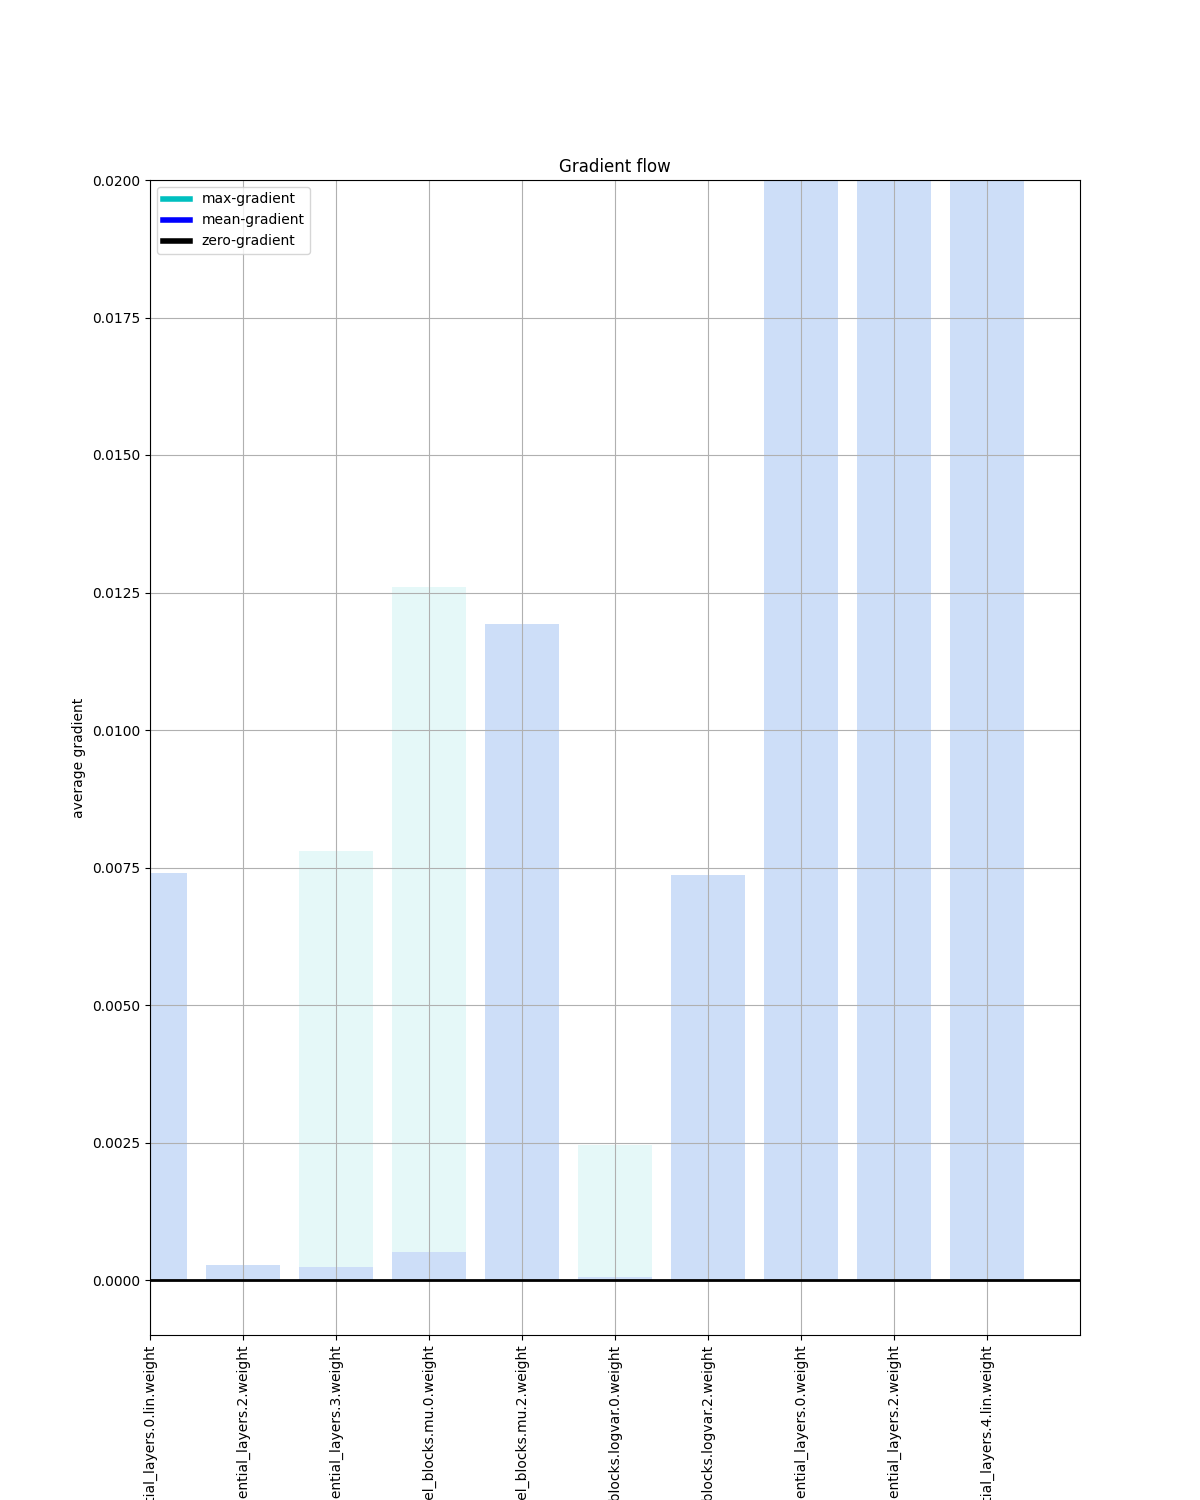 Gradient flow
max-gradient
mean-gradient
zero-gradient
0.0200
0.0175
0.0150
0.0125
0.0100
0.0075
0.0050
0.0025
0.0000
average gradient
tial_layers.0.lin.weight
ential_layers.2.weight
ential_layers.3.weight
el_blocks.mu.0.weight
el_blocks.mu.2.weight
blocks.logvar.0.weight
blocks.logvar.2.weight
ential_layers.0.weight
ential_layers.2.weight
tial_layers.4.lin.weight